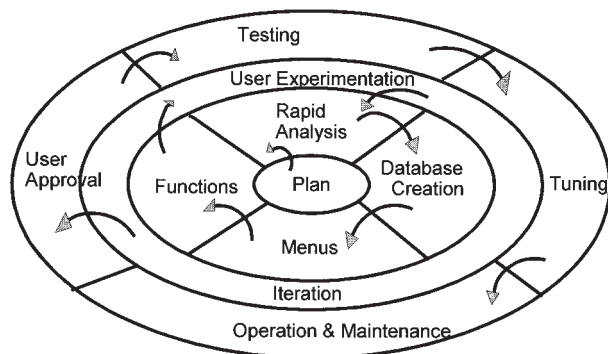 Testing
User Experimentation
Rapid
Analysis
User
Approval
Functions
Plan
Database
Creation
Tuning
Menus
Iteration
Operation & Maintenance